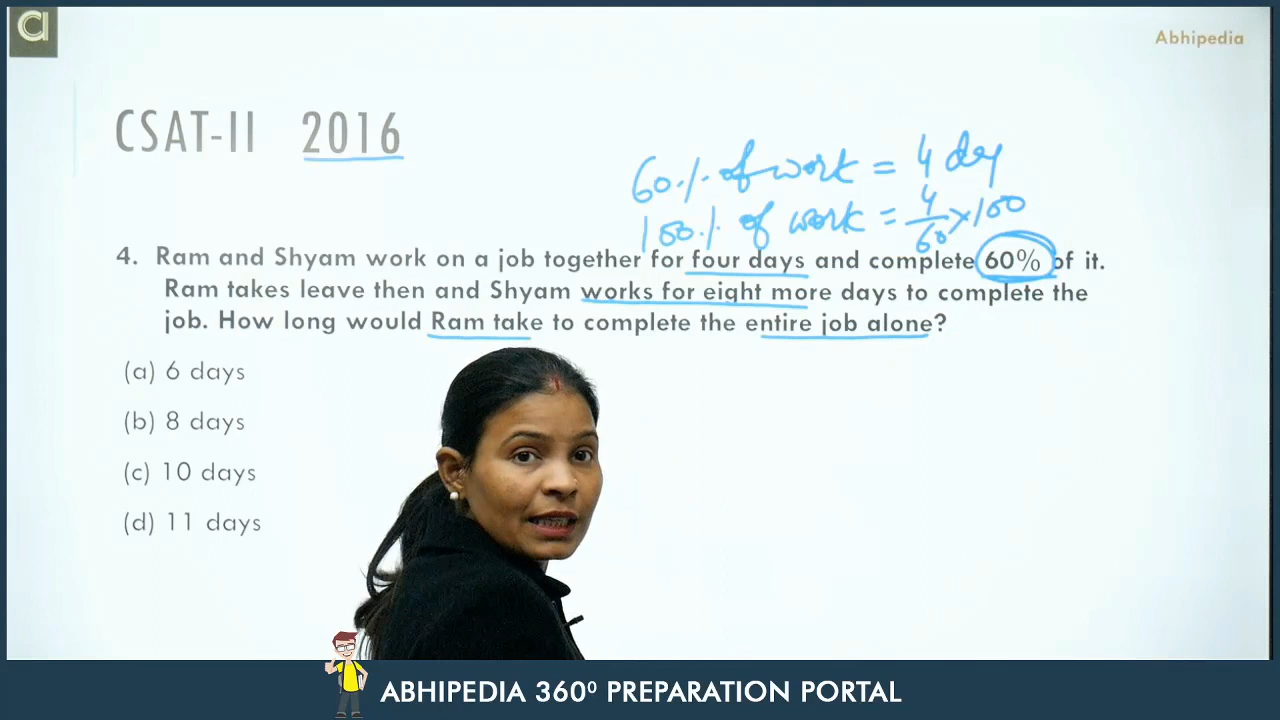 a
Abhipedia
CSAT-II 2016
60% of work = 4 day
100% of work = 4/60 × 100
4. Ram and Shyam work on a job together for four days and complete 60% of it.
Ram takes leave then and Shyam works for eight more days to complete the
job. How long would Ram take to complete the entire job alone?
(a) 6 days
(b) 8 days
(c) 10 days
(d) 11 days
ABHIPEDIA 360⁰ PREPARATION PORTAL